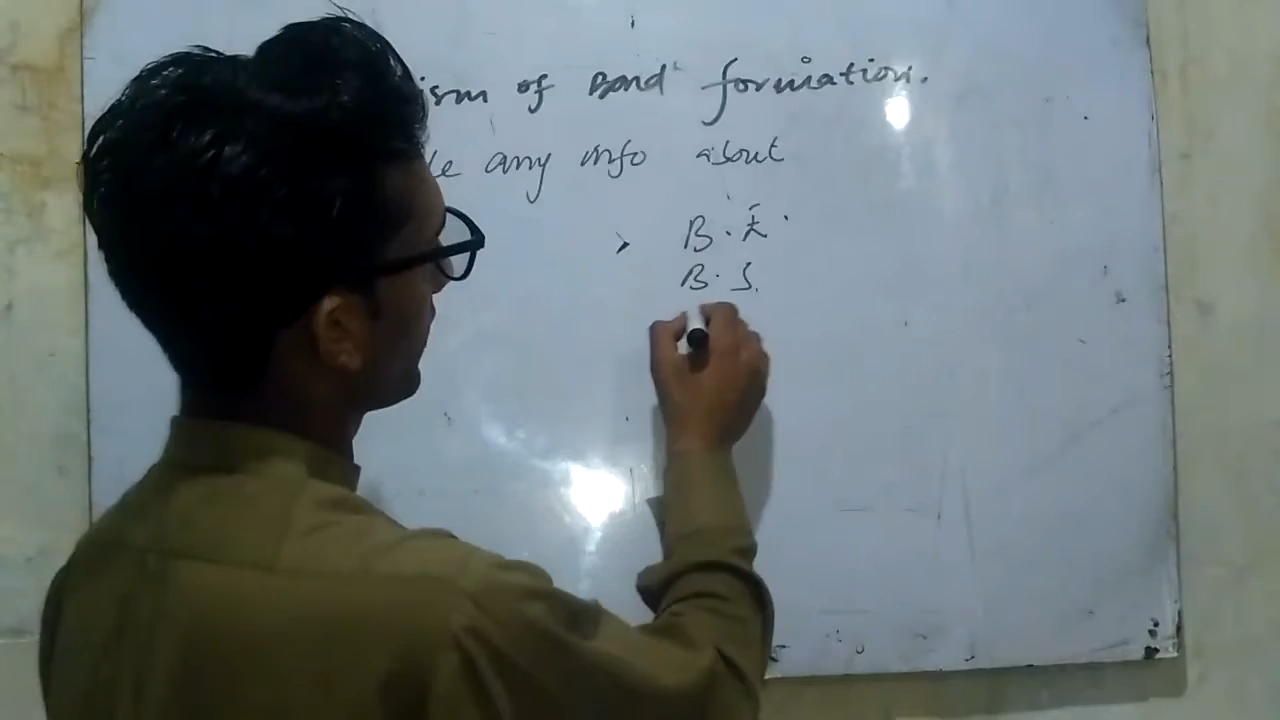 ism of Bond formation.
le any info about
> B.E.
B.S.